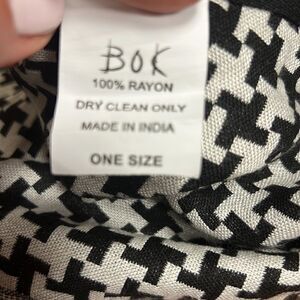 BOK
100% RAYON
DRY CLEAN ONLY
MADE IN INDIA
ONE SIZE